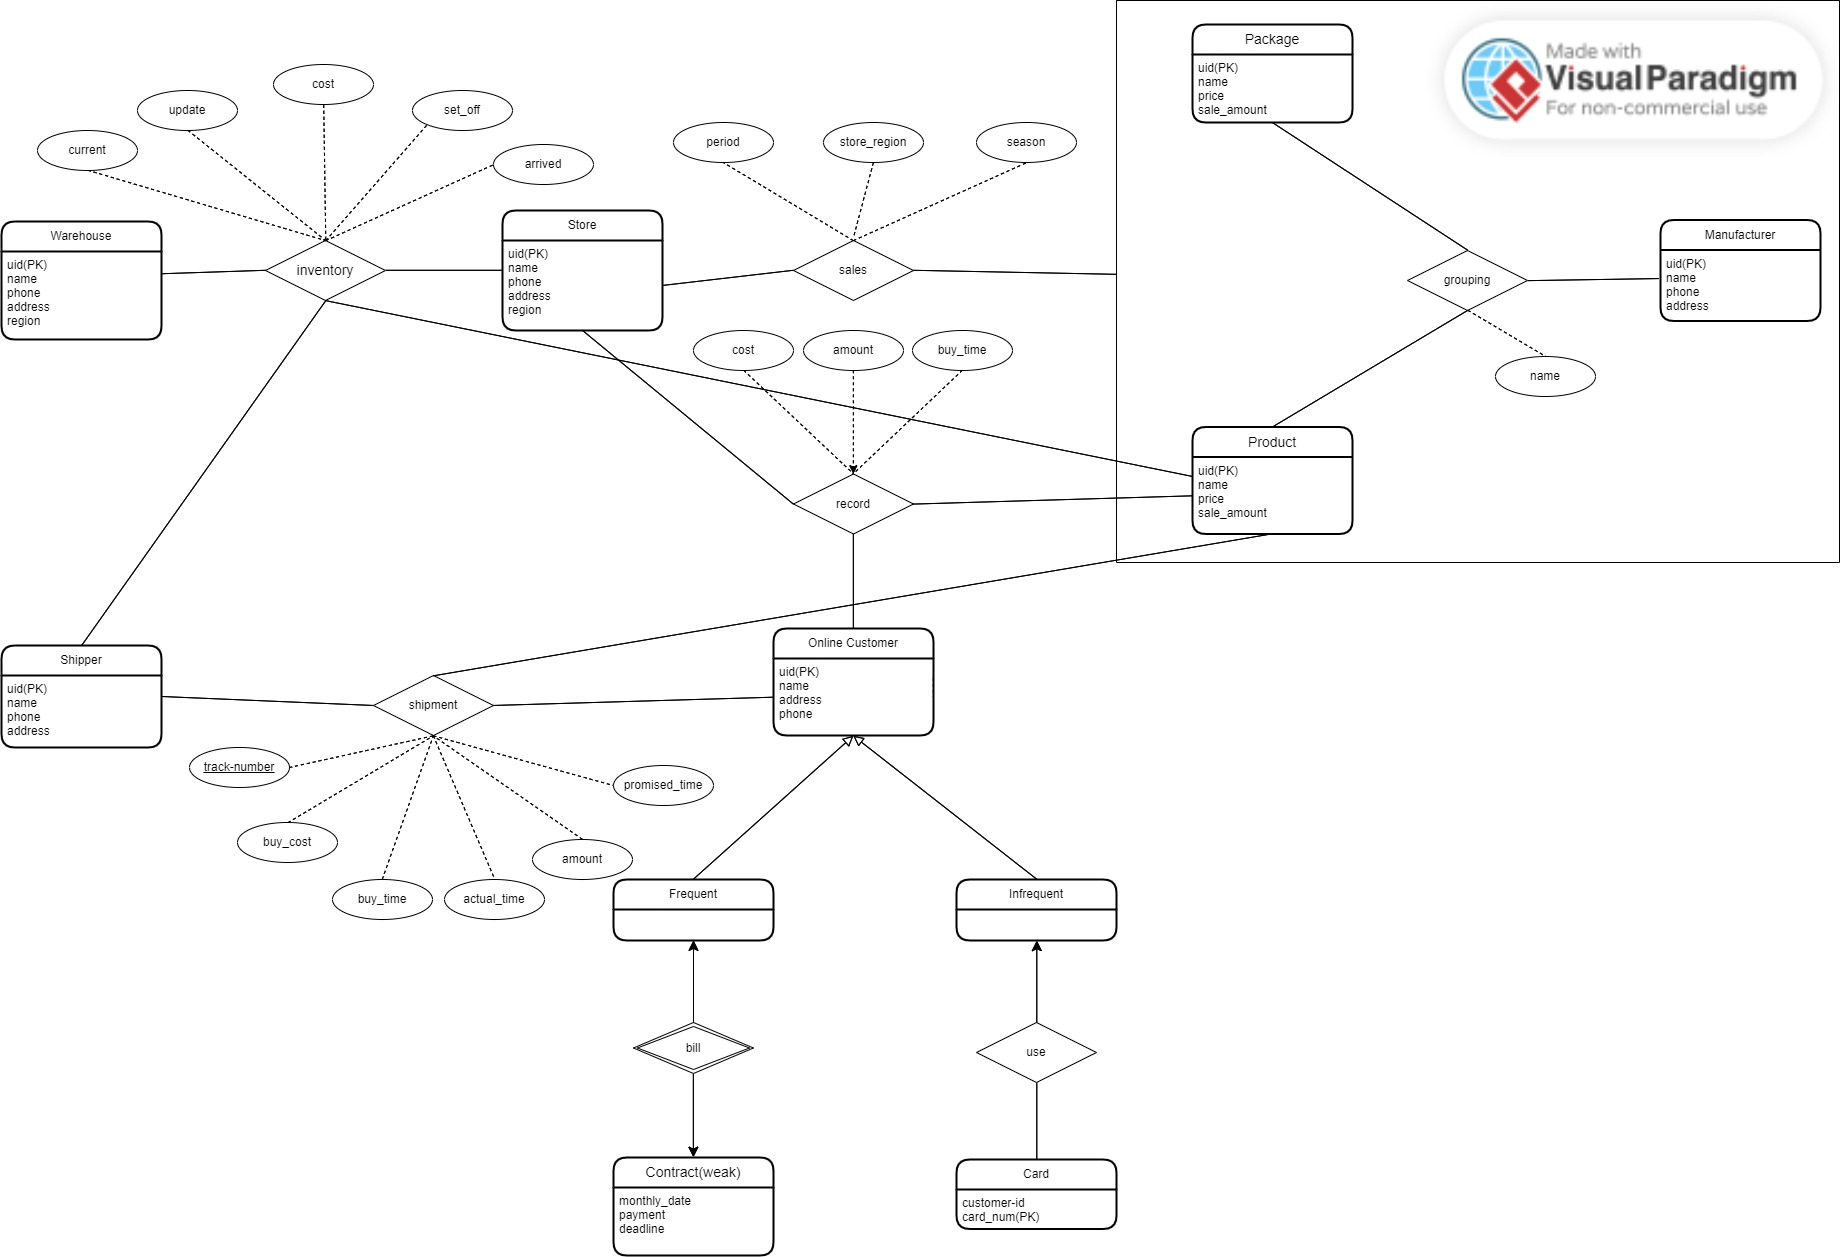 Package
uid(PK)
name
price
sale_amount
Made with
Visual Paradigm
For non-commercial use
cost
update
set_off
current
arrived
period
store_region
season
Warehouse
uid(PK)
name
phone
address
region
inventory
Store
uid(PK)
name
phone
address
region
sales
grouping
Manufacturer
uid(PK)
name
phone
address
name
cost
amount
buy_time
record
Product
uid(PK)
name
price
sale_amount
Shipper
uid(PK)
name
phone
address
shipment
Online Customer
uid(PK)
name
address
phone
track-number
promised_time
buy_cost
amount
buy_time
actual_time
Frequent
Infrequent
bill
use
Contract(weak)
monthly_date
payment
deadline
Card
customer-id
card_num(PK)